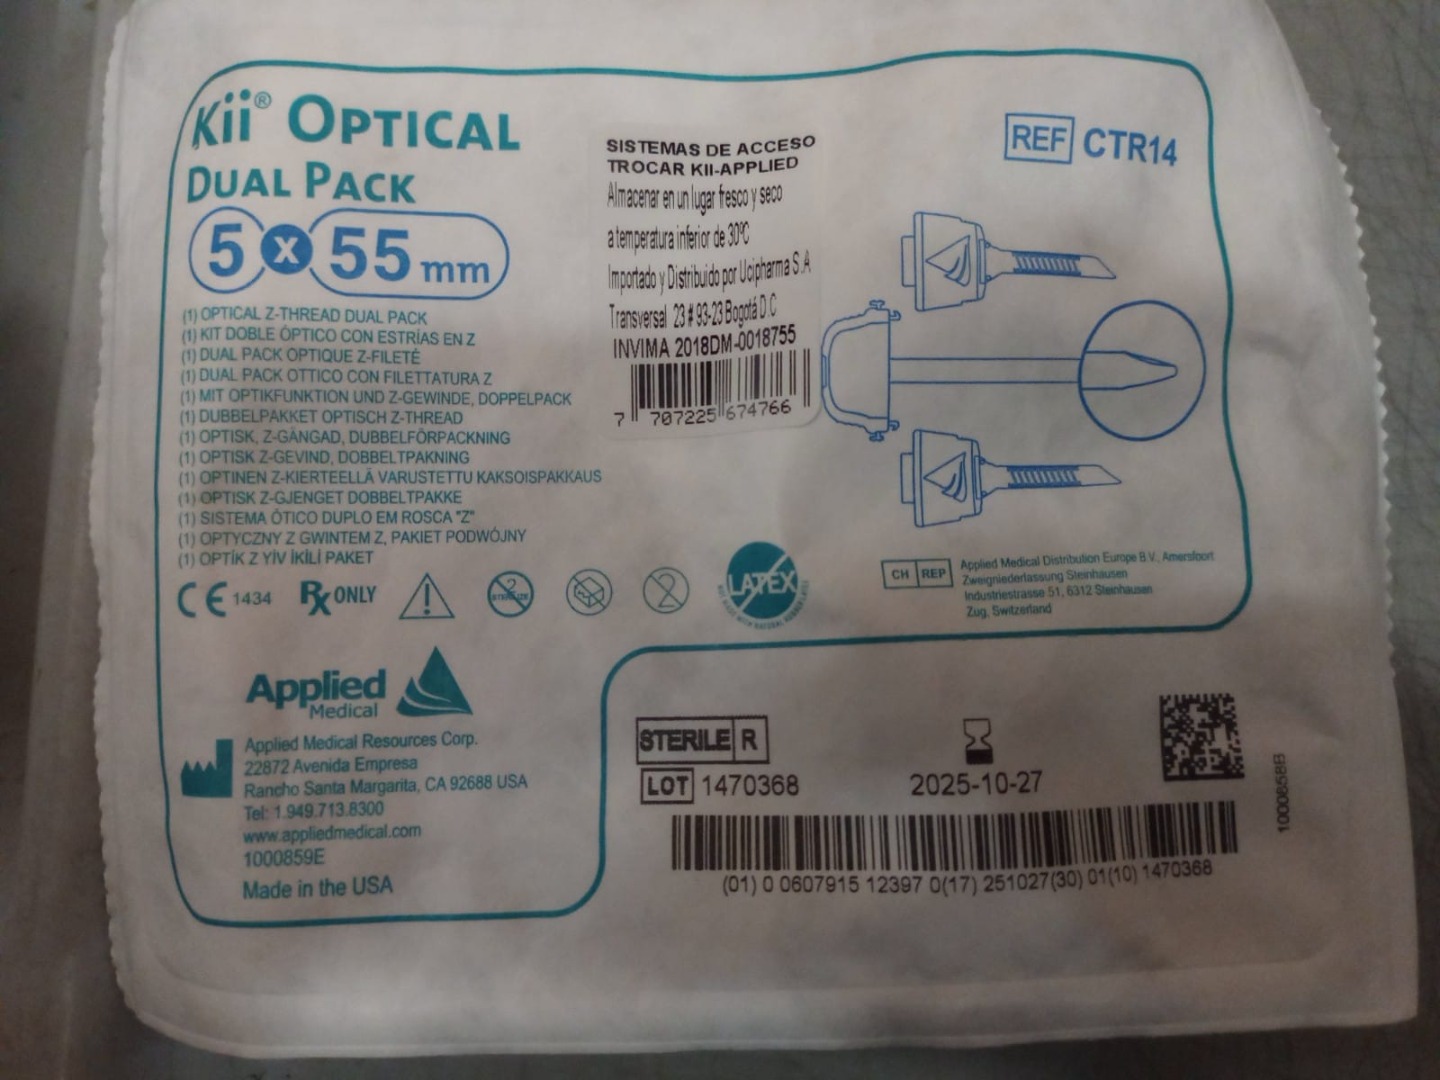 Kii® OPTICAL
DUAL PACK
5 x 55 mm
(1) OPTICAL Z-THREAD DUAL PACK
(1) KIT DOBLE ÓPTICO CON ESTRÍAS EN Z
(1) DUAL PACK OPTIQUE Z-FILETÉ
(1) DUAL PACK OTTICO CON FILETTATURA Z
(1) MIT OPTIKFUNKTION UND Z-GEWINDE, DOPPELPACK
(1) DUBBELPAKKET OPTISCH Z-THREAD
(1) OPTISK, Z-GÄNGAD, DUBBELFÖRPACKNING
(1) OPTISK Z-GEVIND, DOBBELTPAKNING
(1) OPTINEN Z-KIERTEELLÄ VARUSTETTU KAKSOISPAKKAUS
(1) OPTISK Z-GJENGET DOBBELTPAKKE
(1) SISTEMA ÓTICO DUPLO EM ROSCA "Z"
(1) OPTYCZNY Z GWINTEM Z, PAKIET PODWÓJNY
(1) OPTİK Z YİV İKİLİ PAKET
CE 1434 Rx ONLY
2
STERILIZE
2
LATEX
SISTEMAS DE ACCESO
TROCAR KII-APPLIED
Almacenar en un lugar fresco y seco
a temperatura inferior de 30ºC
Importado y Distribuido por Ucipharma S.A
Transversal 23 # 93-23 Bogotá D.C
INVIMA 2018DM-0018755
7 707225 674766
REF CTR14
CH REP
Applied Medical Distribution Europe B.V., Amersfoort
Zweigniederlassung Steinhausen
Industriestrasse 51, 6312 Steinhausen
Zug, Switzerland
Applied
Medical
Applied Medical Resources Corp.
22872 Avenida Empresa
Rancho Santa Margarita, CA 92688 USA
Tel: 1.949.713.8300
www.appliedmedical.com
1000859E
Made in the USA
STERILE R
LOT 1470368
2025-10-27
(01) 0 0607915 12397 0(17) 251027(30) 01(10) 1470368
1000858B